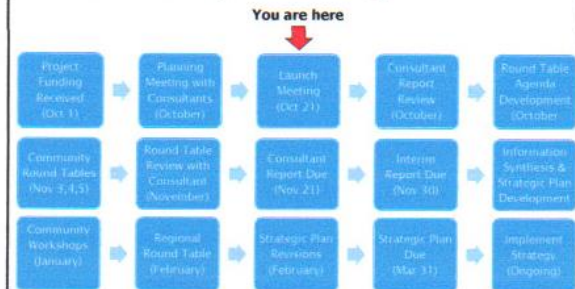 You are here
Project
Funding
Received
(Oct 1)
Planning
Meeting with
Consultants
(October)
Launch
Meeting
(Oct 21)
Consultant
Report
Review
(October)
Round Table
Agenda
Development
(October
Community
Round Tables
(Nov 3,4,5)
Round Table
Review with
Consultant
(November)
Consultant
Report Due
(Nov 21)
Interim
Report Due
(Nov 30)
Information
Synthesis &
Strategic Plan
Development
Community
Workshops
(January)
Regional
Round Table
(February)
Strategic Plan
Revisions
(February)
Strategic Plan
Due
(Mar 31)
Implement
Strategy
(Ongoing)